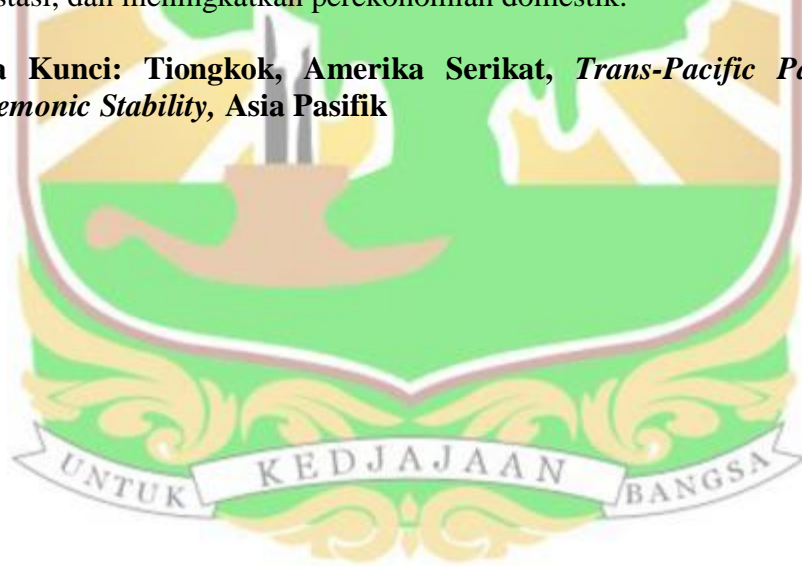 stasi, dan meningkatkan perekonomian domestik.
a Kunci: Tiongkok, Amerika Serikat, Trans-Pacific Pa
emonic Stability, Asia Pasifik
UNTUK KEDJAJAAN BANGSA